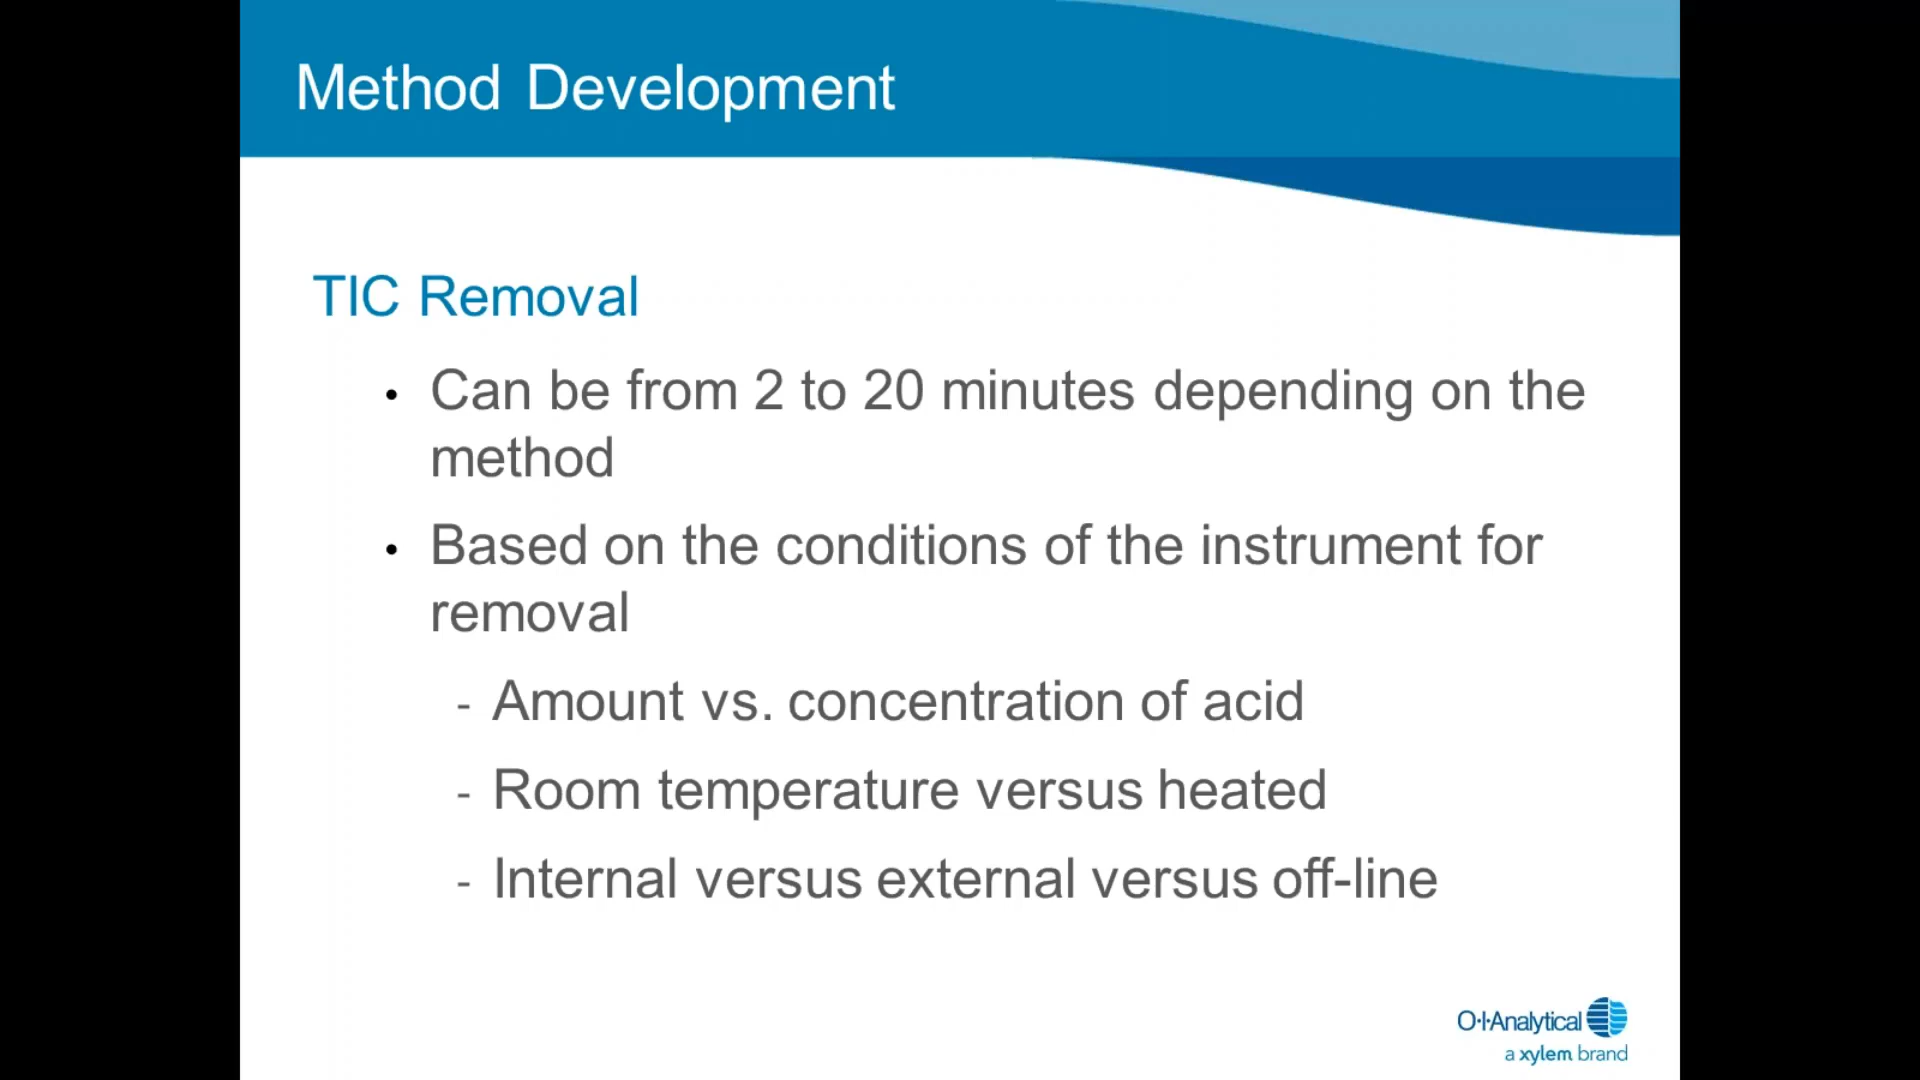 Method Development
TIC Removal
• Can be from 2 to 20 minutes depending on the
method
• Based on the conditions of the instrument for
removal
- Amount vs. concentration of acid
- Room temperature versus heated
- Internal versus external versus off-line
O·I·Analytical
a xylem brand